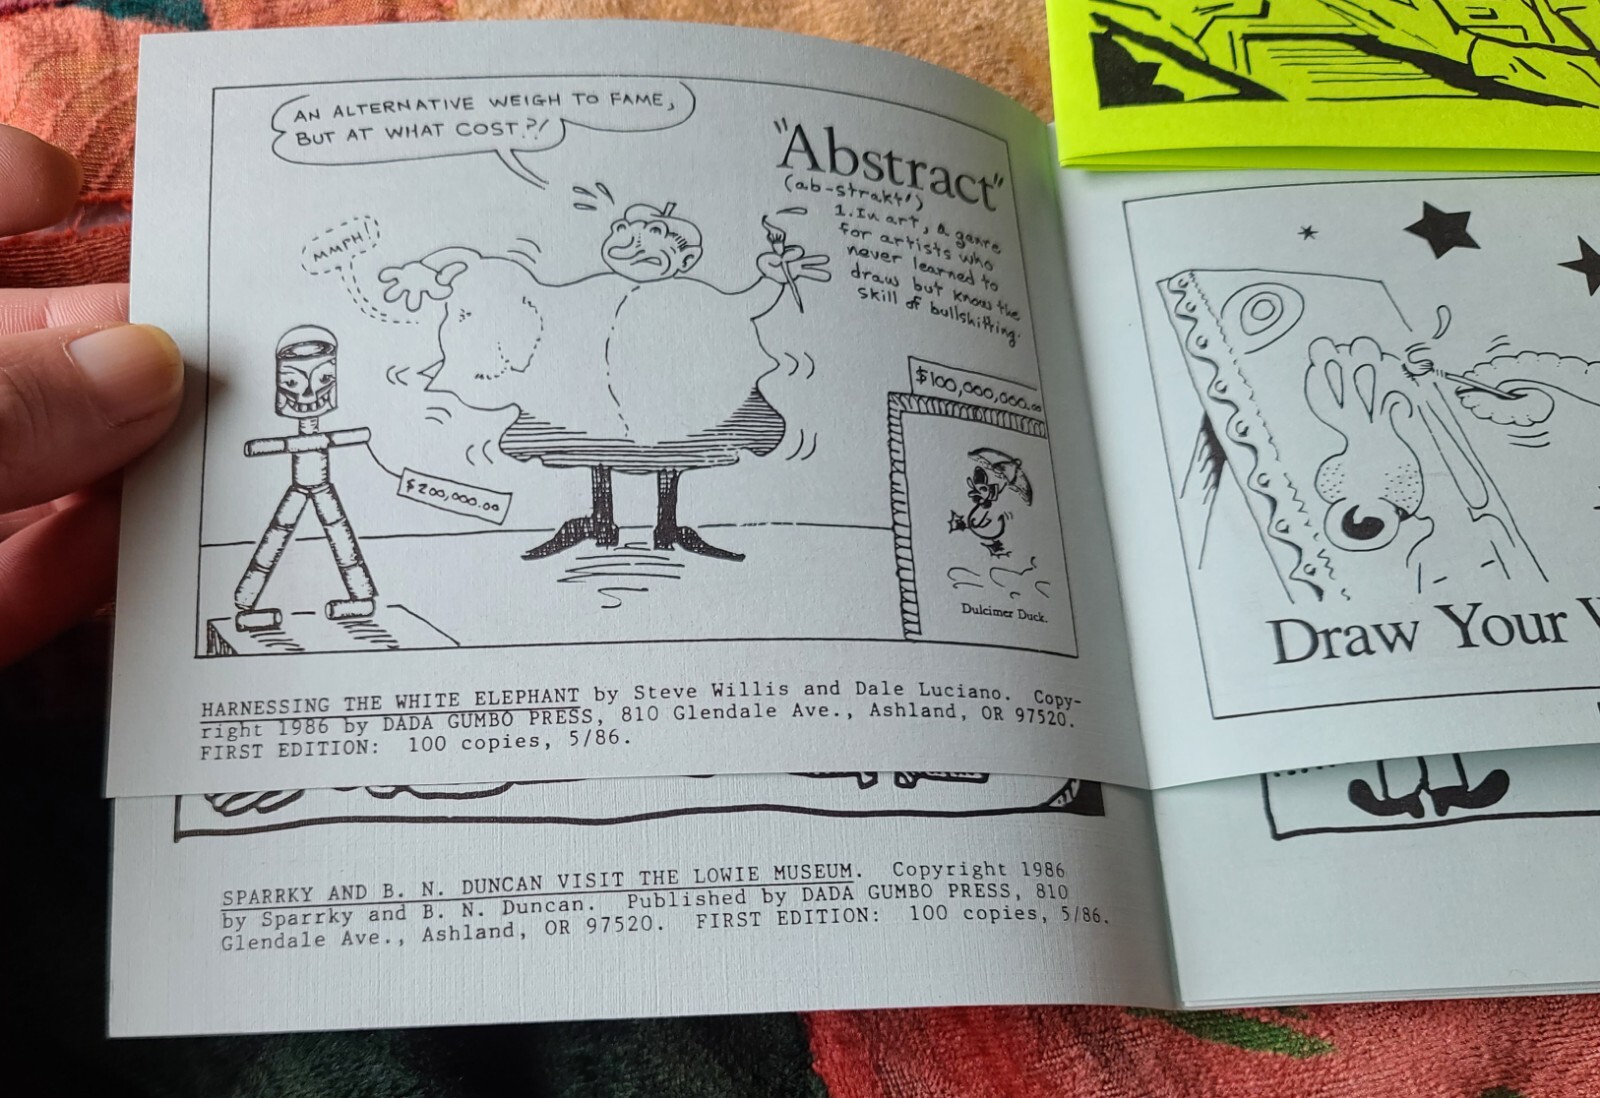 AN ALTERNATIVE WEIGH TO FAME,
BUT AT WHAT COST?!
"Abstract"
(ab-strakt')
1. In art, a genre
for artists who
never learned to
draw but know the
skill of bullshitting.
MMPH!
$200,000.00
$100,000,000.00
Dulcimer Duck.
HARNESSING THE WHITE ELEPHANT by Steve Willis and Dale Luciano. Copy-
right 1986 by DADA GUMBO PRESS, 810 Glendale Ave., Ashland, OR 97520.
FIRST EDITION: 100 copies, 5/86.
Draw Your
SPARRKY AND B. N. DUNCAN VISIT THE LOWIE MUSEUM. Copyright 1986
by Sparrky and B. N. Duncan. Published by DADA GUMBO PRESS, 810
Glendale Ave., Ashland, OR 97520. FIRST EDITION: 100 copies, 5/86.